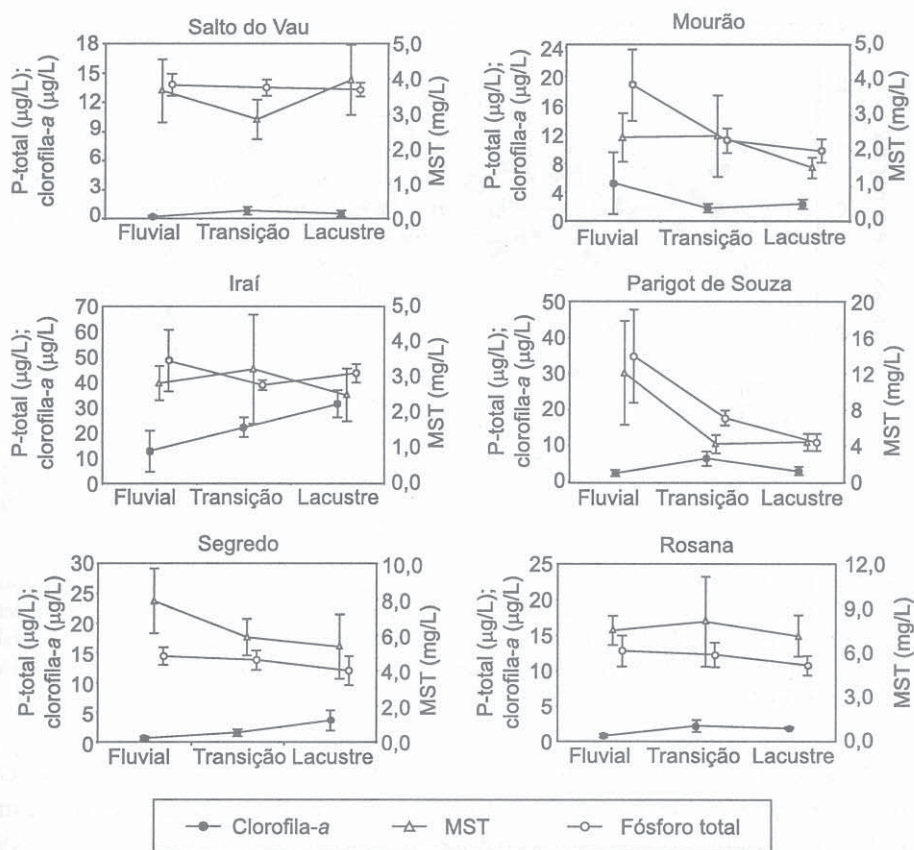 Salto do Vau
P-total (µg/L);
clorofila-a (µg/L)
18
15
12
9
6
3
0
5,0
4,0
3,0
2,0
1,0
0,0
MST (mg/L)
Fluvial Transição Lacustre
Mourão
P-total (µg/L);
clorofila-a (µg/L)
24
20
16
12
8
4
0
5,0
4,0
3,0
2,0
1,0
0,0
MST (mg/L)
Fluvial Transição Lacustre
Iraí
P-total (µg/L);
clorofila-a (µg/L)
70
60
50
40
30
20
10
0
5,0
4,0
3,0
2,0
1,0
0,0
MST (mg/L)
Fluvial Transição Lacustre
Parigot de Souza
P-total (µg/L);
clorofila-a (µg/L)
50
40
30
20
10
0
20
16
12
8
4
0
MST (mg/L)
Fluvial Transição Lacustre
Segredo
P-total (µg/L);
clorofila-a (µg/L)
30
25
20
15
10
5
0
10,0
8,0
6,0
4,0
2,0
0,0
MST (mg/L)
Fluvial Transição Lacustre
Rosana
P-total (µg/L);
clorofila-a (µg/L)
25
20
15
10
5
0
12,0
9,0
6,0
3,0
0,0
MST (mg/L)
Fluvial Transição Lacustre
Clorofila-a MST Fósforo total